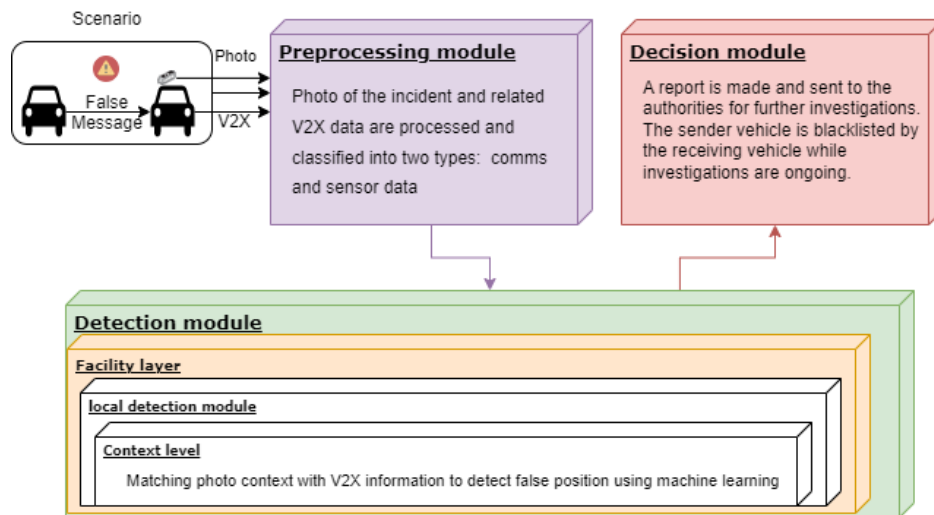 Scenario
Photo
False
Message
V2X
Preprocessing module
Photo of the incident and related
V2X data are processed and
classified into two types:  comms
and sensor data
Decision module
A report is made and sent to the
authorities for further investigations.
The sender vehicle is blacklisted by
the receiving vehicle while
investigations are ongoing.
Detection module
Facility layer
local detection module
Context level
Matching photo context with V2X information to detect false position using machine learning